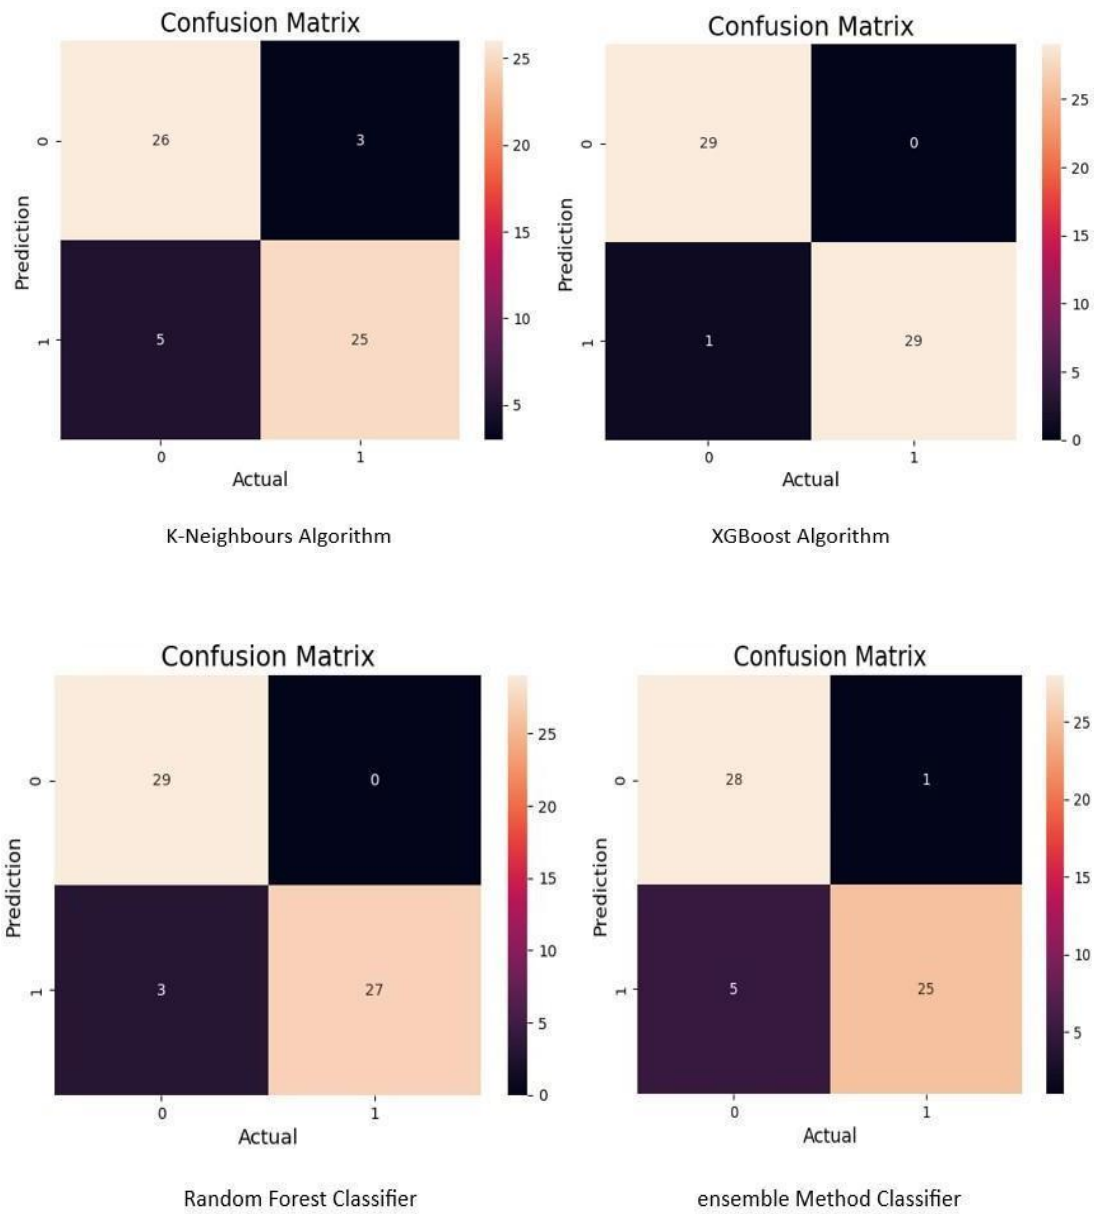 Confusion Matrix
26 3
5 25
0
1
Prediction
0 1
Actual
25
20
15
10
5
K-Neighbours Algorithm
Confusion Matrix
29 0
1 29
0
1
Prediction
0 1
Actual
25
20
15
10
5
0
XGBoost Algorithm
Confusion Matrix
29 0
3 27
0
1
Prediction
0 1
Actual
25
20
15
10
5
0
Random Forest Classifier
Confusion Matrix
28 1
5 25
0
1
Prediction
0 1
Actual
25
20
15
10
5
ensemble Method Classifier